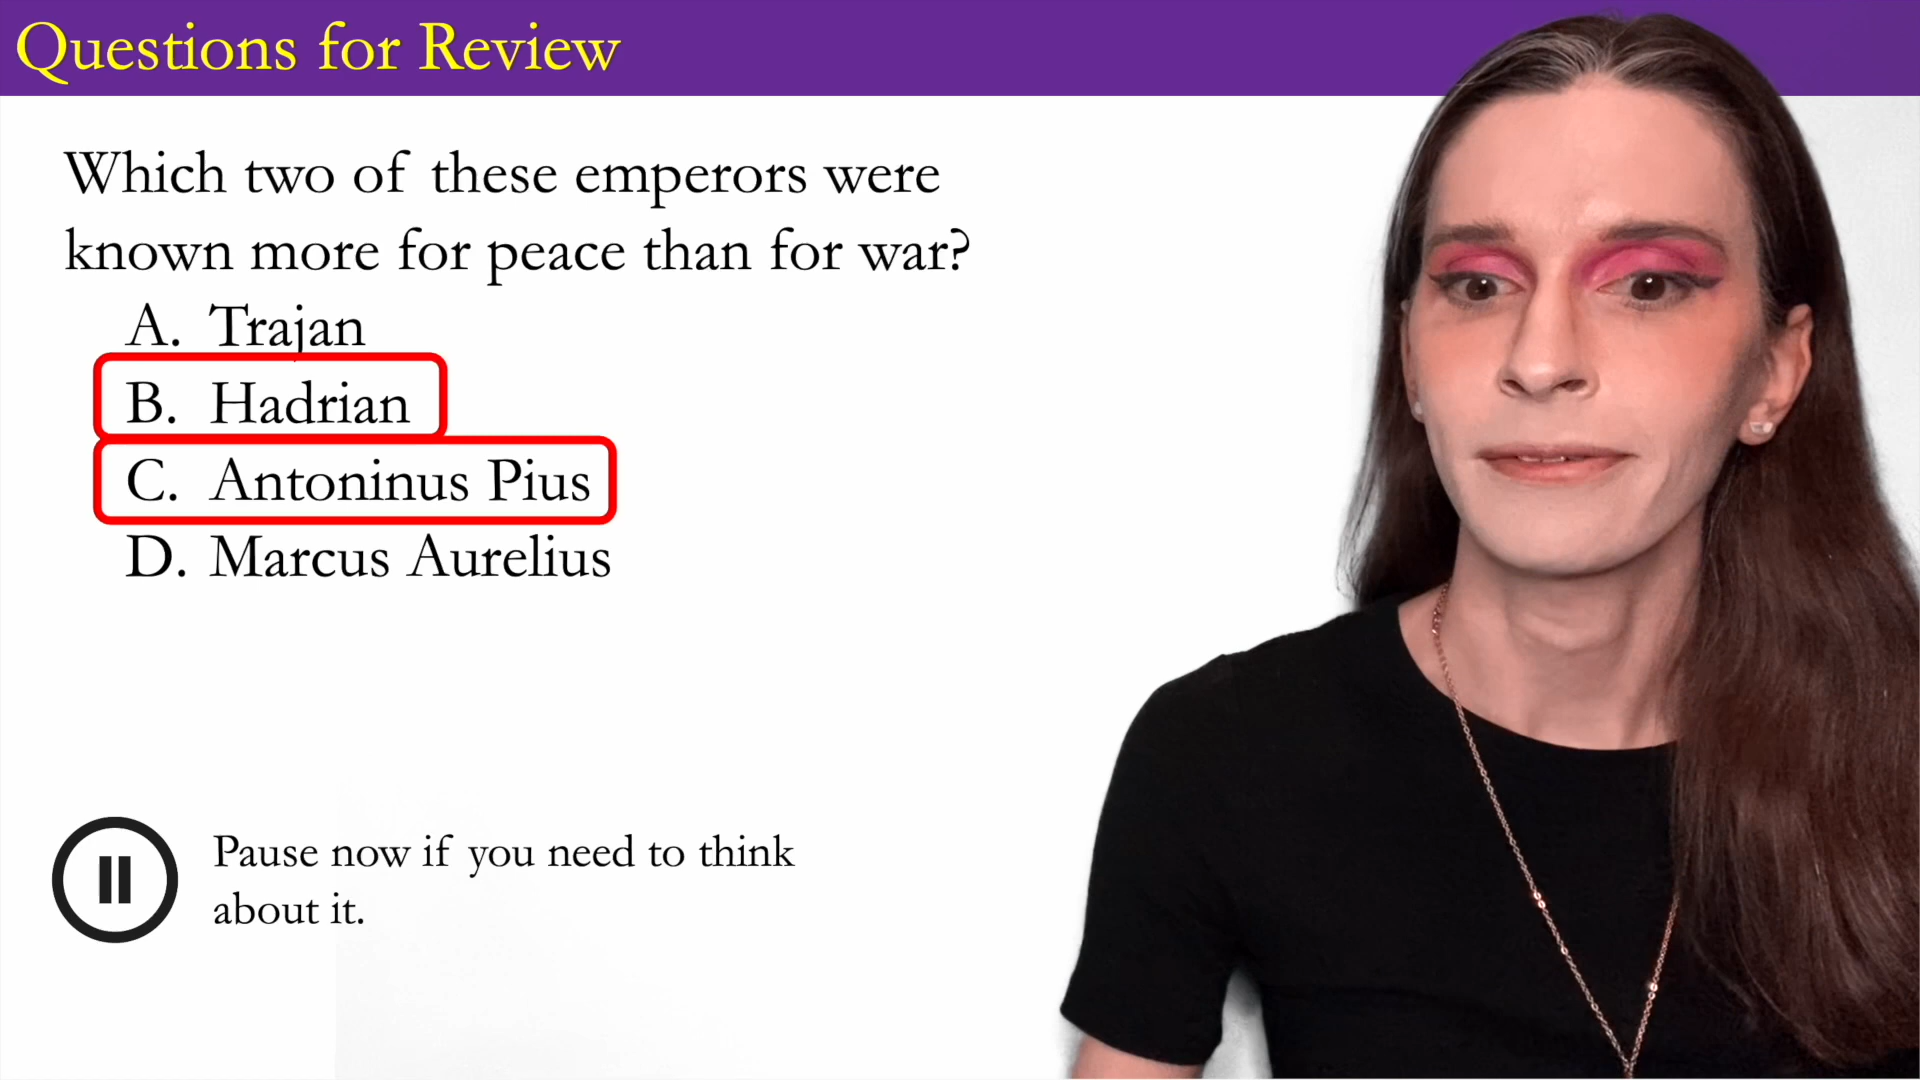 Questions for Review
Which two of these emperors were
known more for peace than for war?
A. Trajan
B. Hadrian
C. Antoninus Pius
D. Marcus Aurelius
Pause now if you need to think
about it.